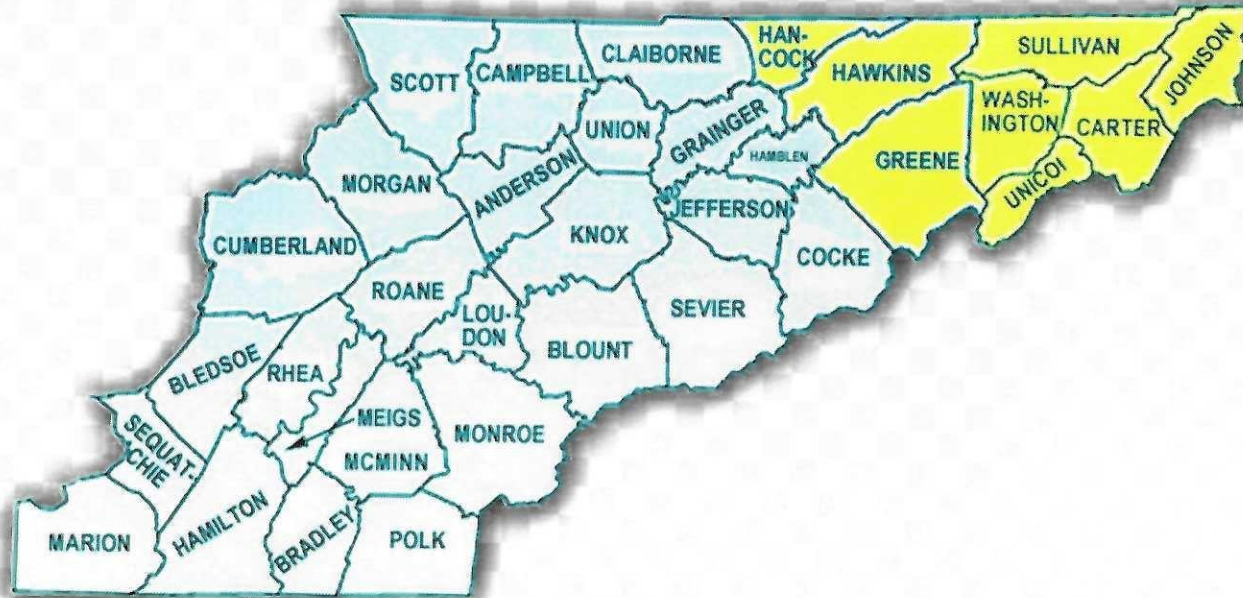 SCOTT
CAMPBELL
CLAIBORNE
HAN-
COCK
HAWKINS
SULLIVAN
JOHNSON
WASH-
INGTON
CARTER
UNICOI
GREENE
UNION
GRAINGER
HAMBLEN
MORGAN
ANDERSON
JEFFERSON
KNOX
COCKE
CUMBERLAND
ROANE
LOU-
DON
SEVIER
BLOUNT
BLEDSOE
RHEA
MEIGS
MCMINN
MONROE
SEQUAT-
CHIE
MARION
HAMILTON
BRADLEY
POLK